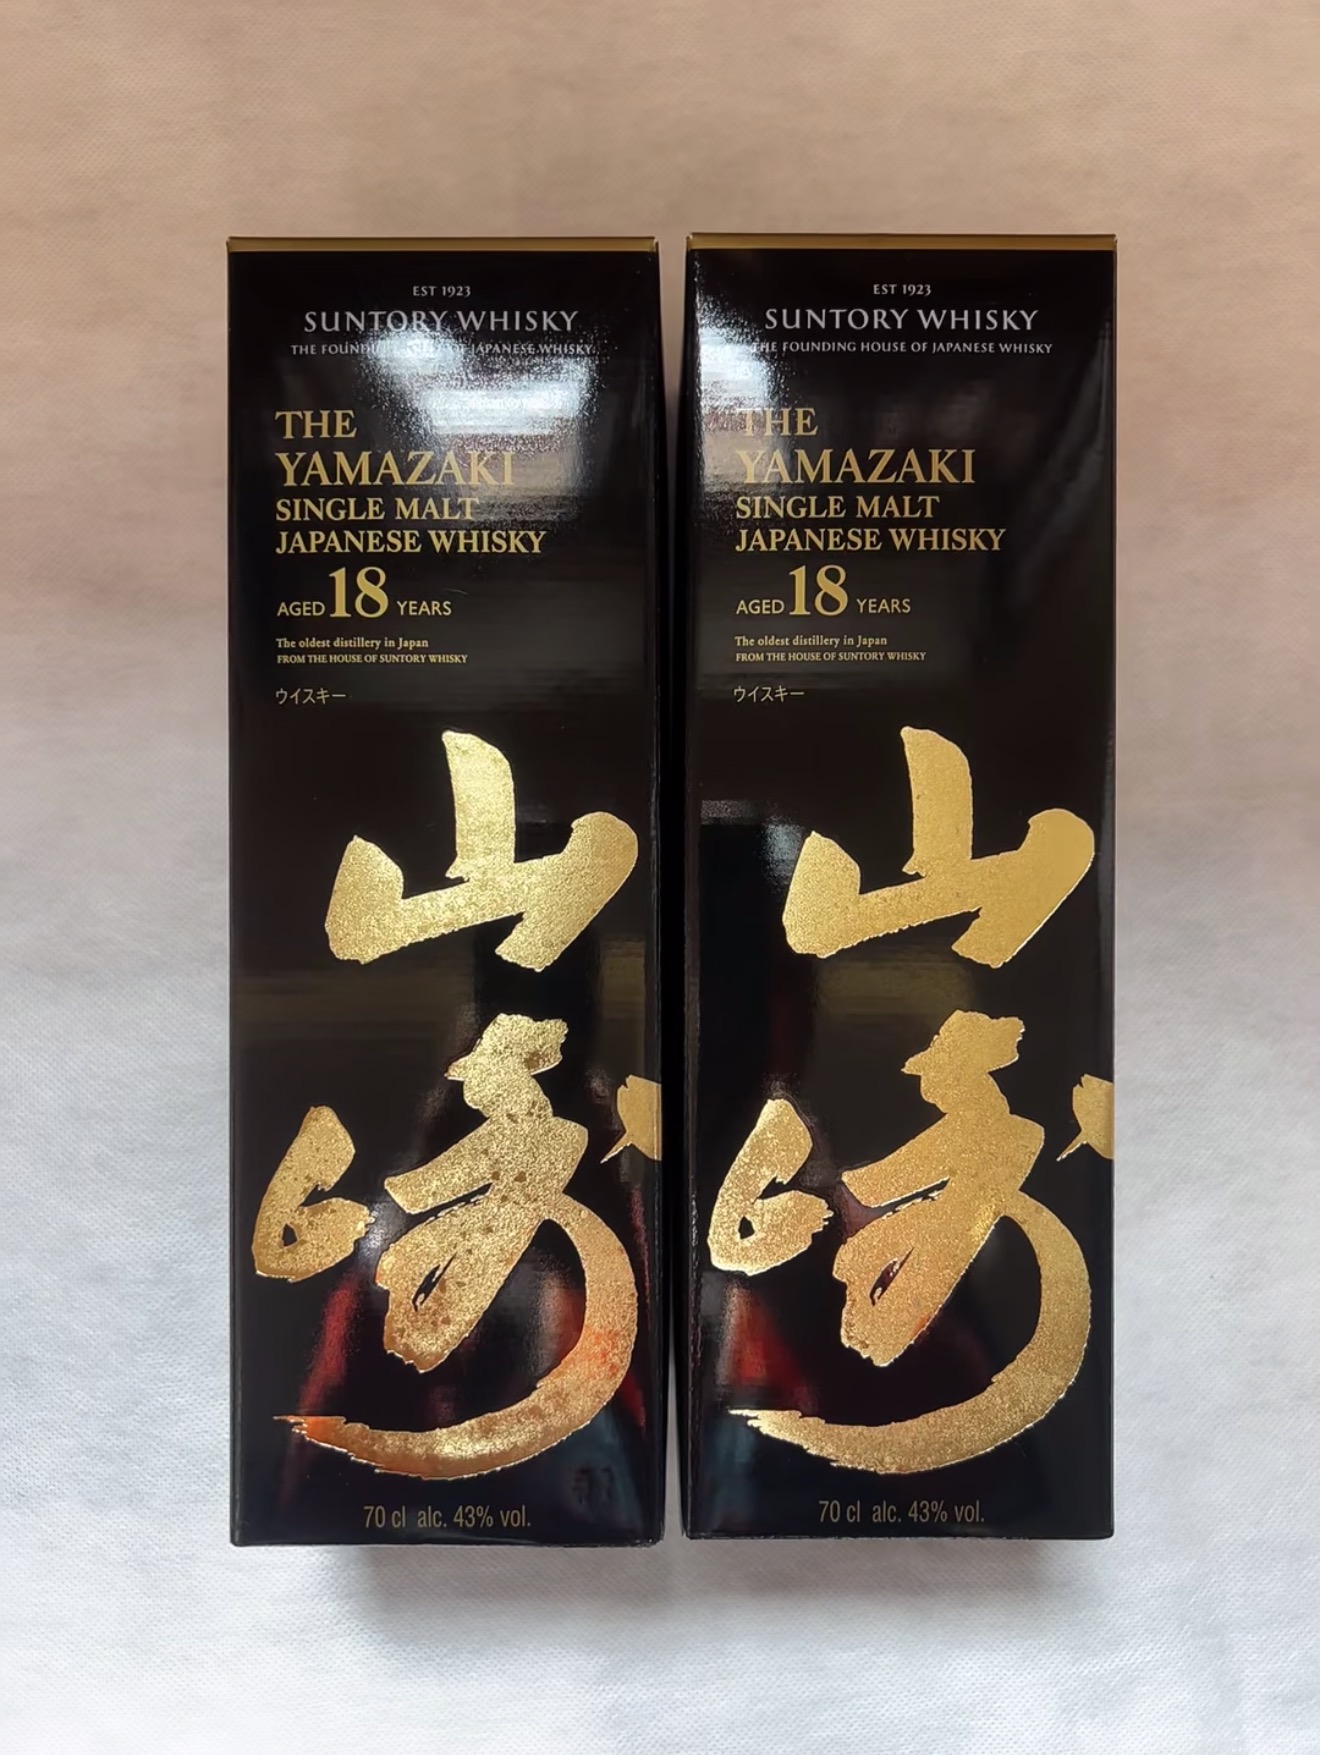 EST 1923
SUNTORY WHISKY
THE FOUNDING HOUSE OF JAPANESE WHISKY
THE
YAMAZAKI
SINGLE MALT
JAPANESE WHISKY
AGED 18 YEARS
The oldest distillery in Japan
FROM THE HOUSE OF SUNTORY WHISKY
ウイスキー
山
崎
70 cl alc. 43% vol.
EST 1923
SUNTORY WHISKY
THE FOUNDING HOUSE OF JAPANESE WHISKY
THE
YAMAZAKI
SINGLE MALT
JAPANESE WHISKY
AGED 18 YEARS
The oldest distillery in Japan
FROM THE HOUSE OF SUNTORY WHISKY
ウイスキー
山
崎
70 cl alc. 43% vol.